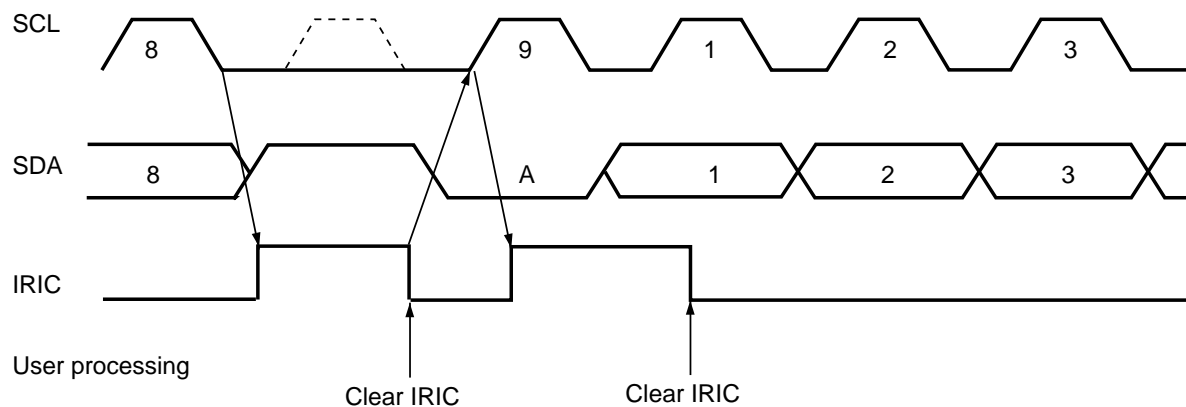 SCL
8 9 1 2 3
SDA
8 A 1 2 3
IRIC
User processing
Clear IRIC Clear IRIC